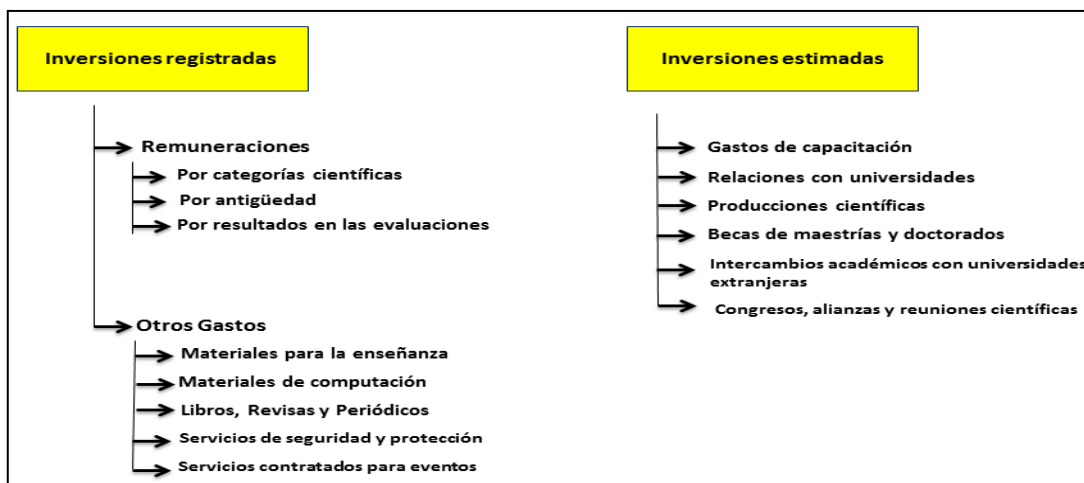 Inversiones registradas
Remuneraciones
Por categorías científicas
Por antigüedad
Por resultados en las evaluaciones
Otros Gastos
Materiales para la enseñanza
Materiales de computación
Libros, Revisas y Periódicos
Servicios de seguridad y protección
Servicios contratados para eventos
Inversiones estimadas
Gastos de capacitación
Relaciones con universidades
Producciones científicas
Becas de maestrías y doctorados
Intercambios académicos con universidades
extranjeras
Congresos, alianzas y reuniones científicas